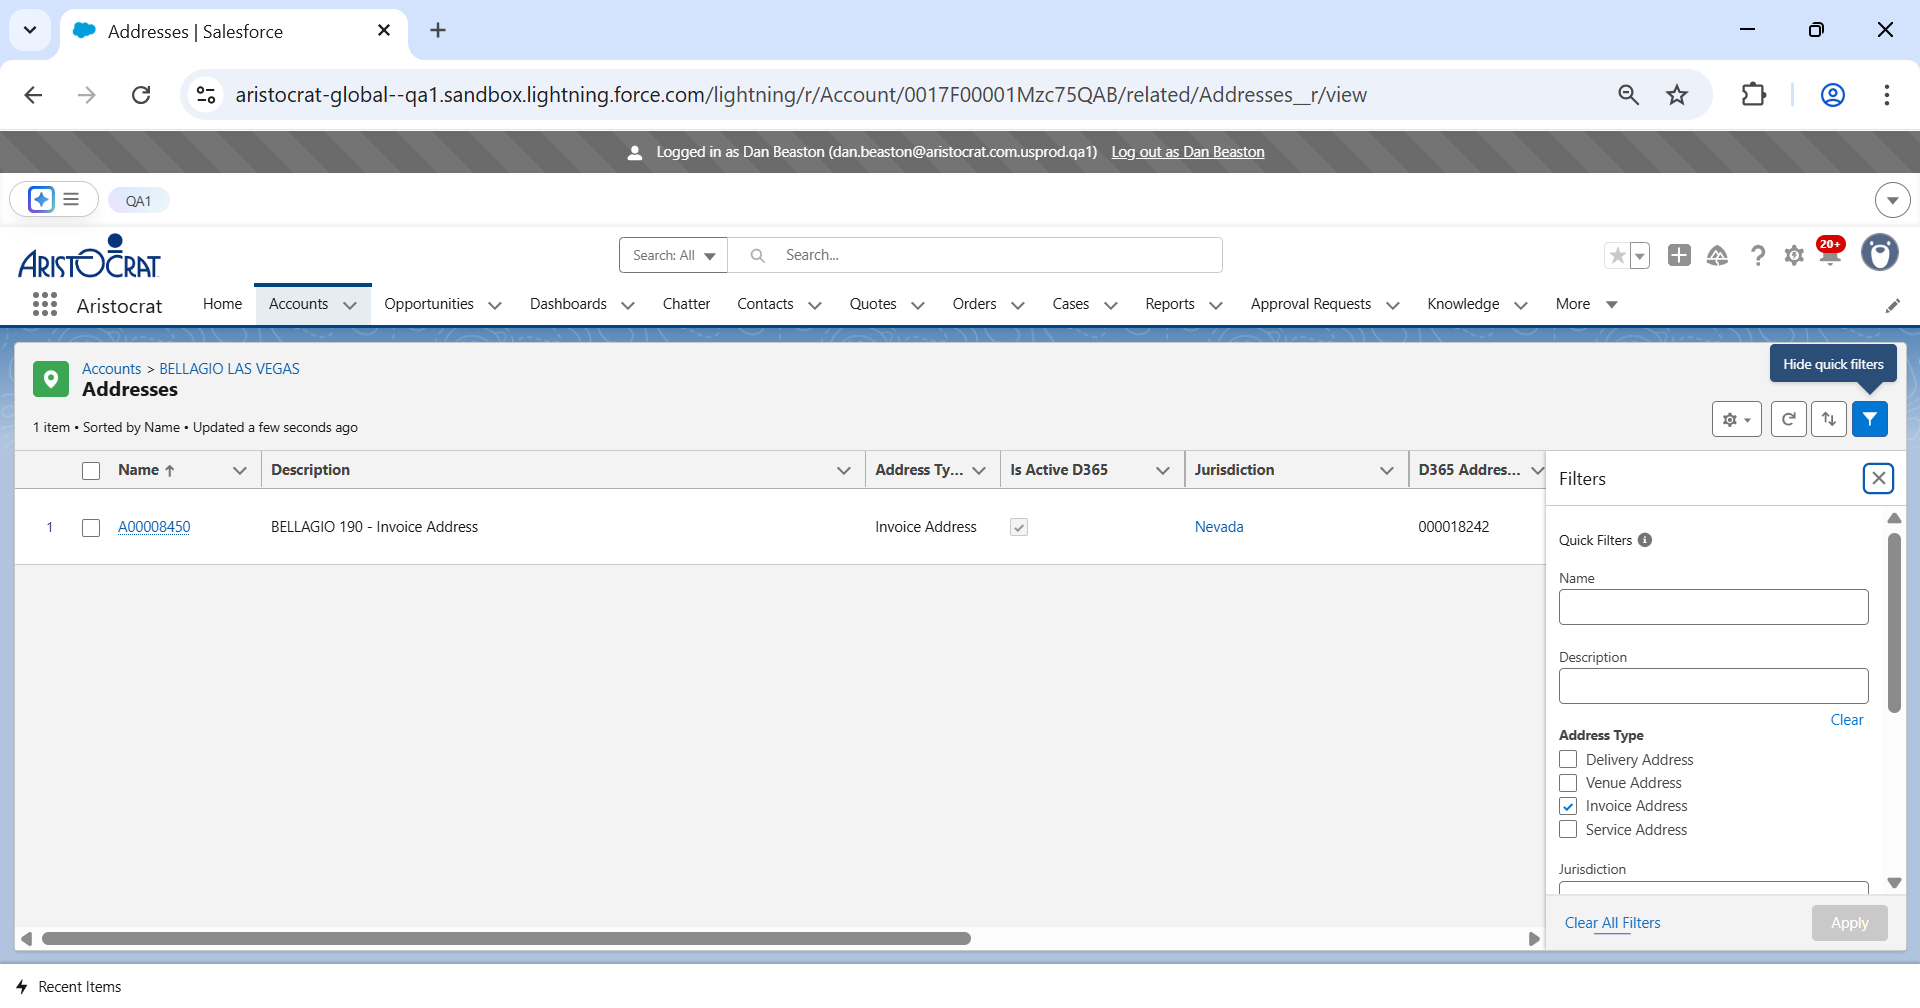 Addresses | Salesforce
aristocrat-global--qa1.sandbox.lightning.force.com/lightning/r/Account/0017F00001Mzc75QAB/related/Addresses__r/view
Logged in as Dan Beaston (dan.beaston@aristocrat.com.usprod.qa1) Log out as Dan Beaston
QA1
ARISTOCRAT
Search: All
Search...
20+
Aristocrat
Home Accounts Opportunities Dashboards Chatter Contacts Quotes Orders Cases Reports Approval Requests Knowledge More
Accounts > BELLAGIO LAS VEGAS
Addresses
Hide quick filters
1 item • Sorted by Name • Updated a few seconds ago
Name Description Address Ty... Is Active D365 Jurisdiction D365 Addres...
1 A00008450 BELLAGIO 190 - Invoice Address Invoice Address Nevada 000018242
Filters
Quick Filters
Name
Description
Clear
Address Type
Delivery Address
Venue Address
Invoice Address
Service Address
Jurisdiction
Clear All Filters
Apply
Recent Items